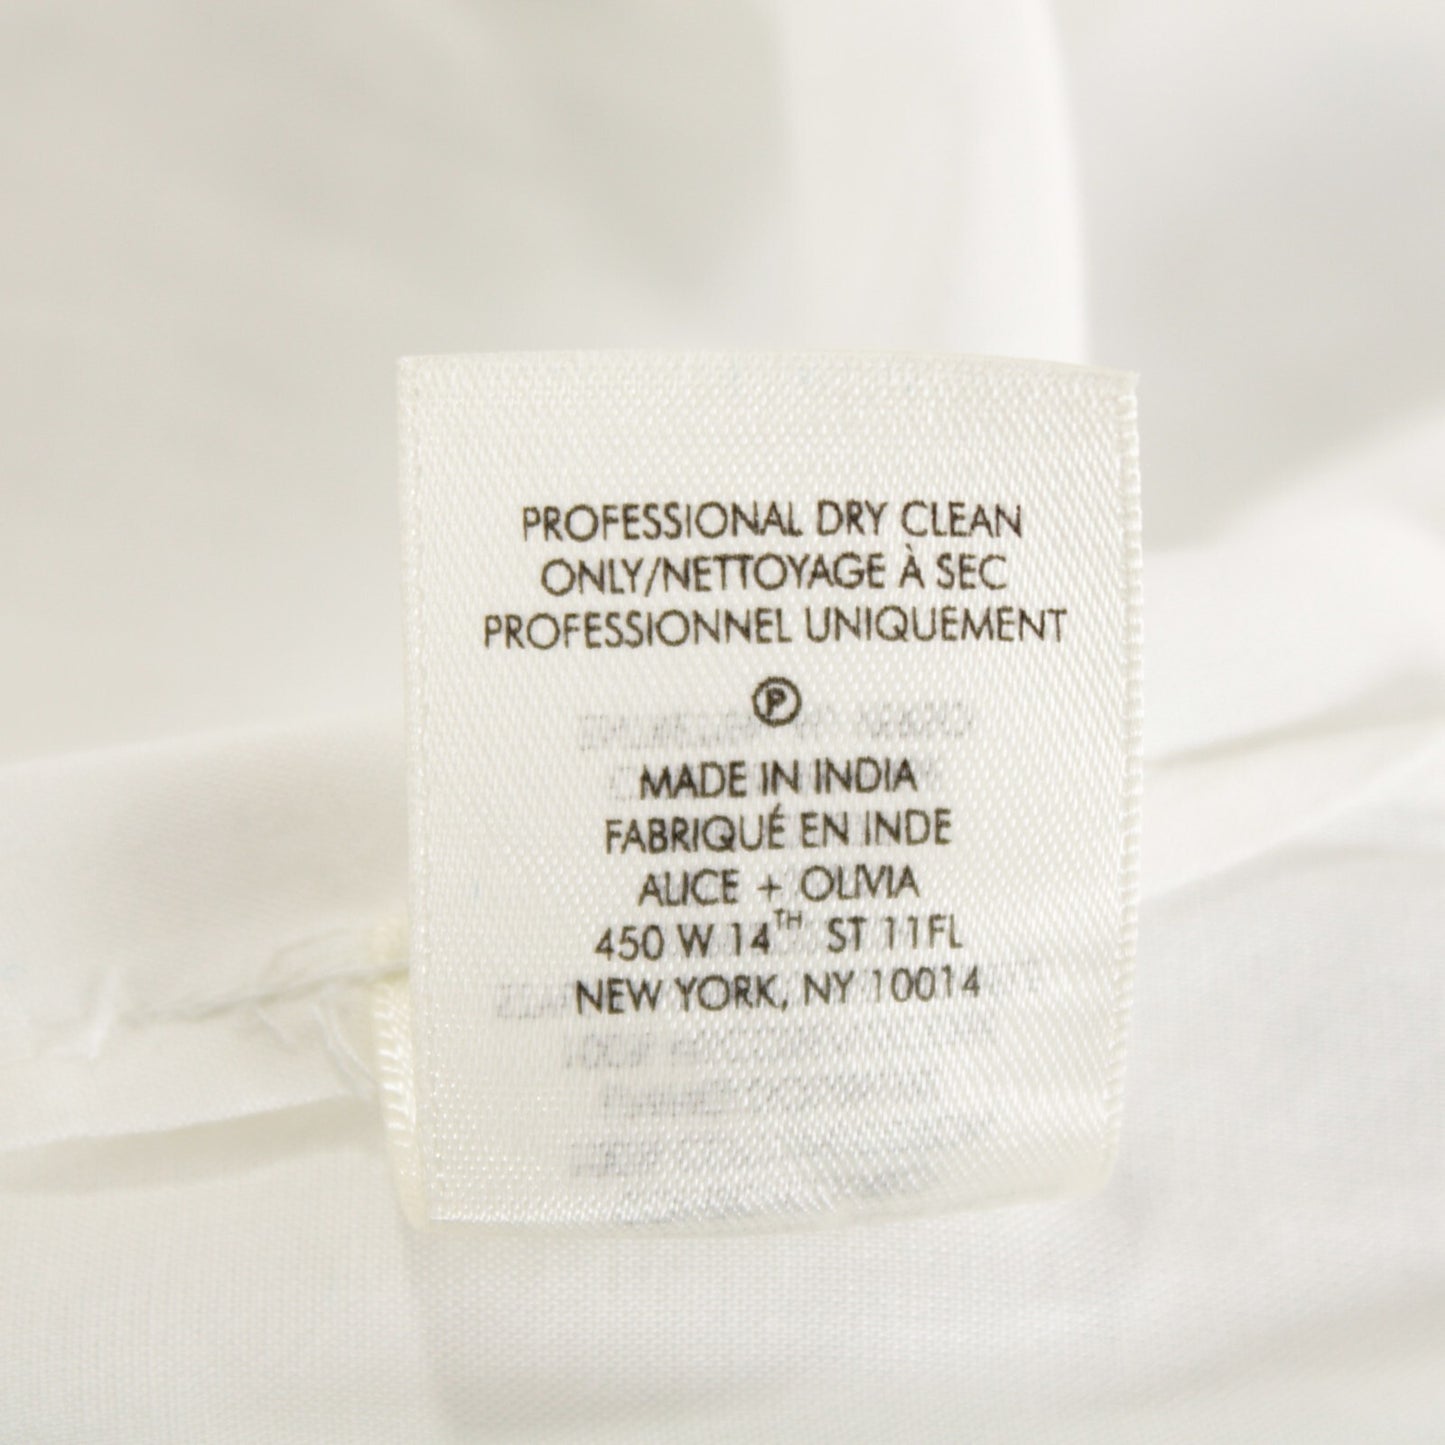 PROFESSIONAL DRY CLEAN
ONLY/NETTOYAGE À SEC
PROFESSIONNEL UNIQUEMENT
Ⓟ
MADE IN INDIA
FABRIQUÉ EN INDE
ALICE + OLIVIA
450 W 14TH ST 11FL
NEW YORK, NY 10014